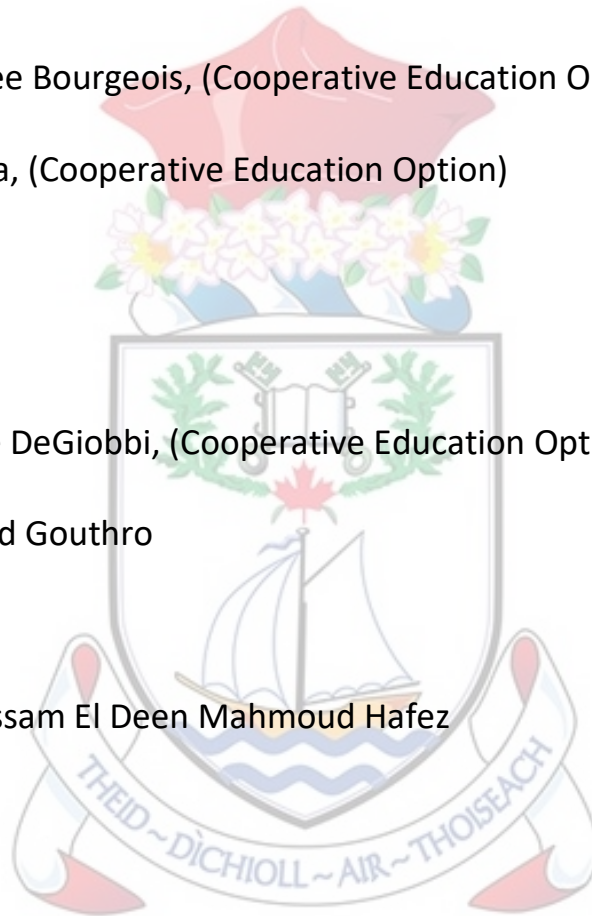 ee Bourgeois, (Cooperative Education O
a, (Cooperative Education Option)
DeGiobbi, (Cooperative Education Opt
d Gouthro
ssam El Deen Mahmoud Hafez
THEID ~ DÌCHIOLL ~ AIR ~ THOISEACH